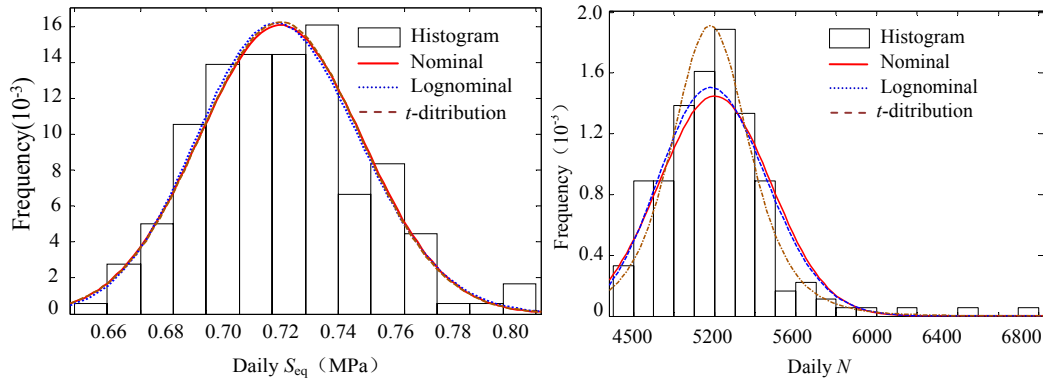 16
14
12
10
8
6
4
2
0
Frequency(10⁻³)
Histogram
Nominal
Lognominal
t-ditribution
0.66 0.68 0.70 0.72 0.74 0.76 0.78 0.80
Daily Seq（MPa）
2.0
1.6
1.2
0.8
0.4
0
Frequency（10⁻³）
Histogram
Nominal
Lognominal
t-ditribution
4500 5200 5600 6000 6400 6800
Daily N